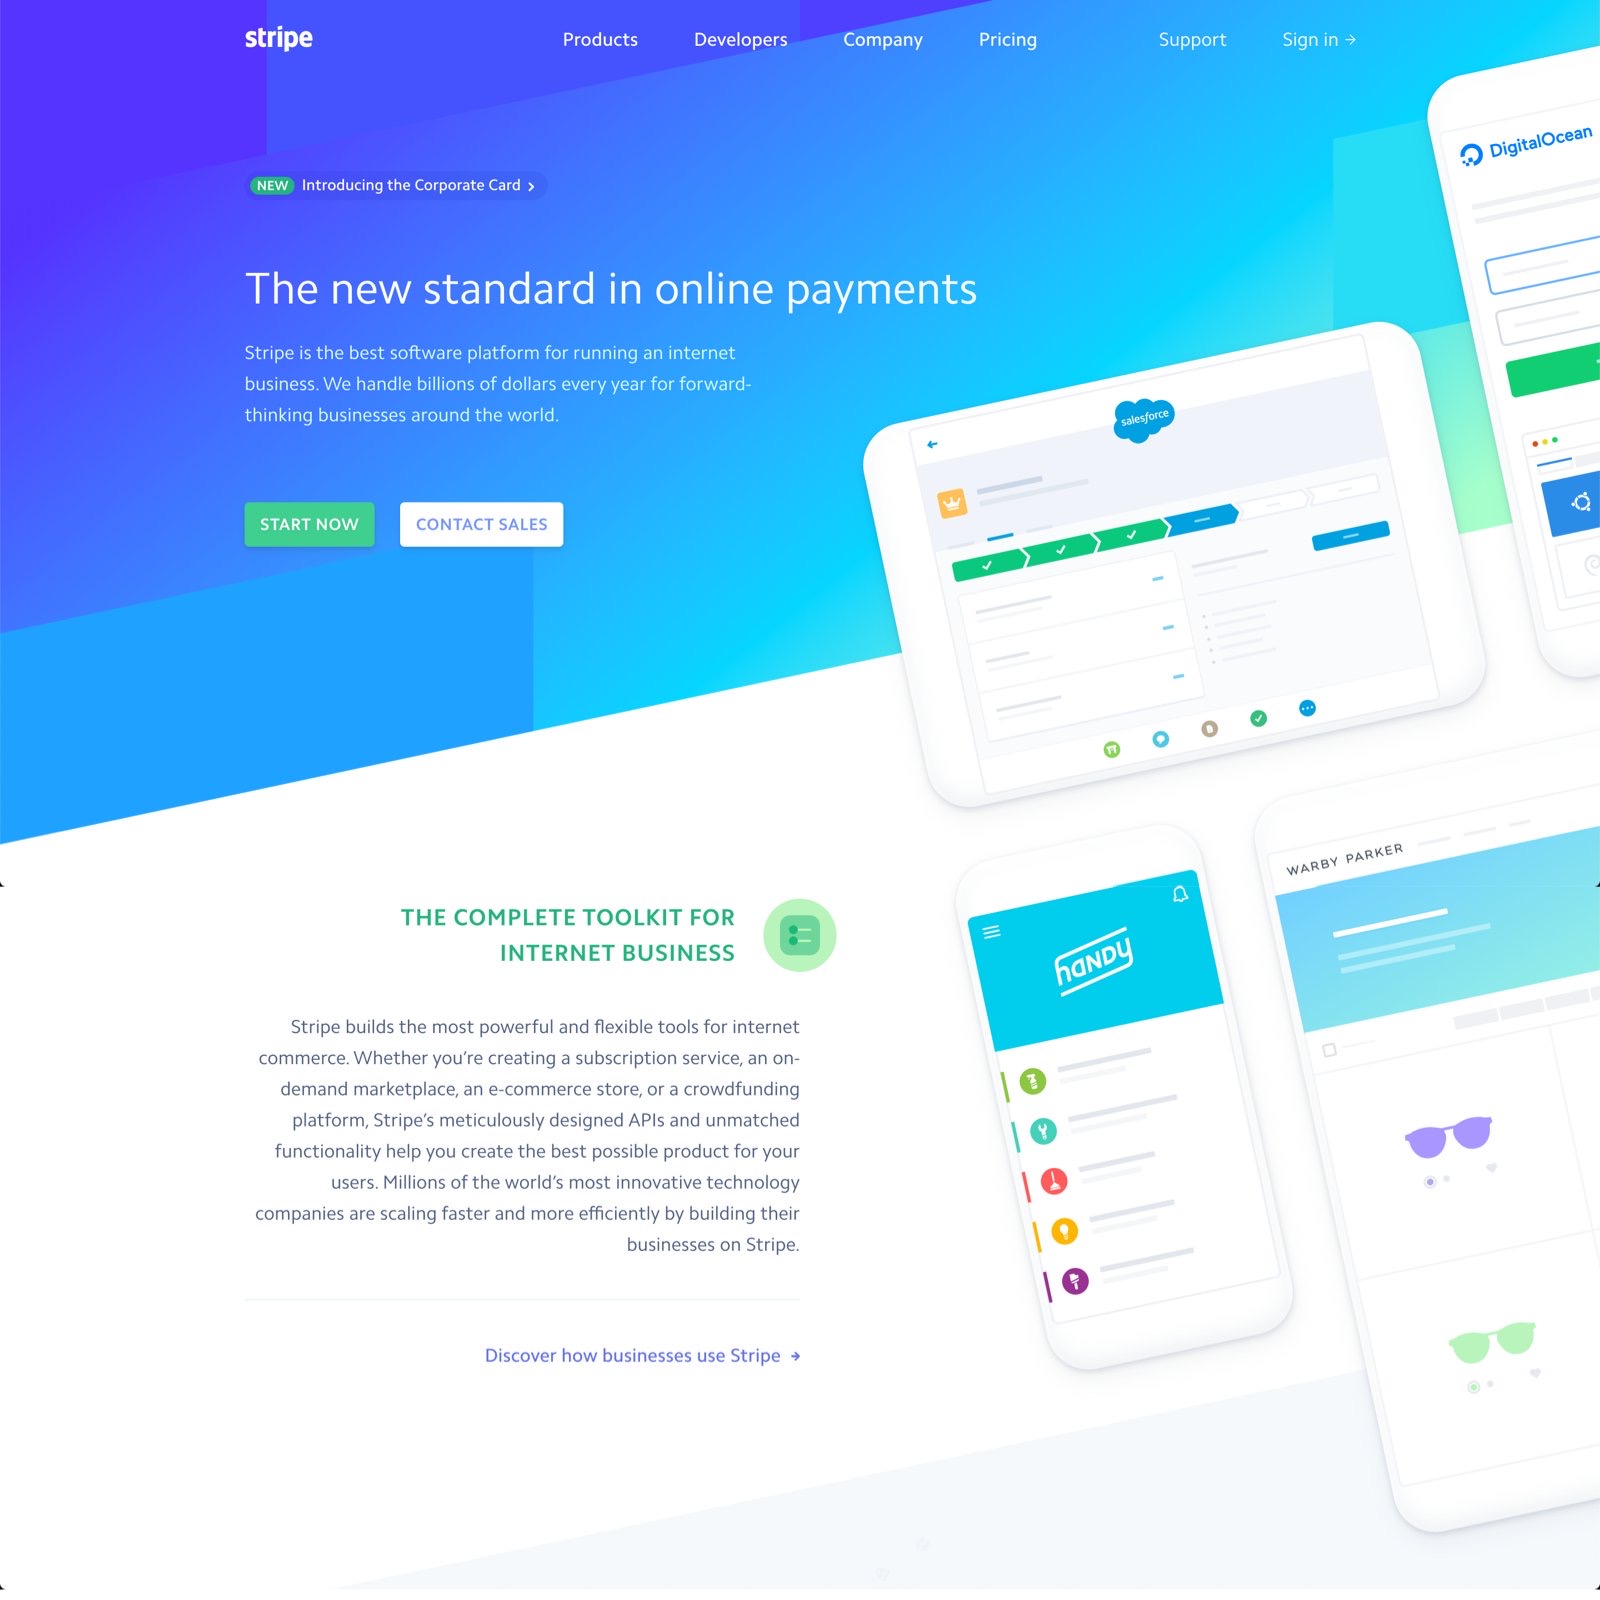 stripe
Products Developers Company Pricing Support Sign in →
NEW Introducing the Corporate Card ›
DigitalOcean
The new standard in online payments
Stripe is the best software platform for running an internet
business. We handle billions of dollars every year for forward-
thinking businesses around the world.
START NOW CONTACT SALES
salesforce
WARBY PARKER
THE COMPLETE TOOLKIT FOR
INTERNET BUSINESS
HANDY
Stripe builds the most powerful and flexible tools for internet
commerce. Whether you’re creating a subscription service, an on-
demand marketplace, an e-commerce store, or a crowdfunding
platform, Stripe’s meticulously designed APIs and unmatched
functionality help you create the best possible product for your
users. Millions of the world’s most innovative technology
companies are scaling faster and more efficiently by building their
businesses on Stripe.
Discover how businesses use Stripe →